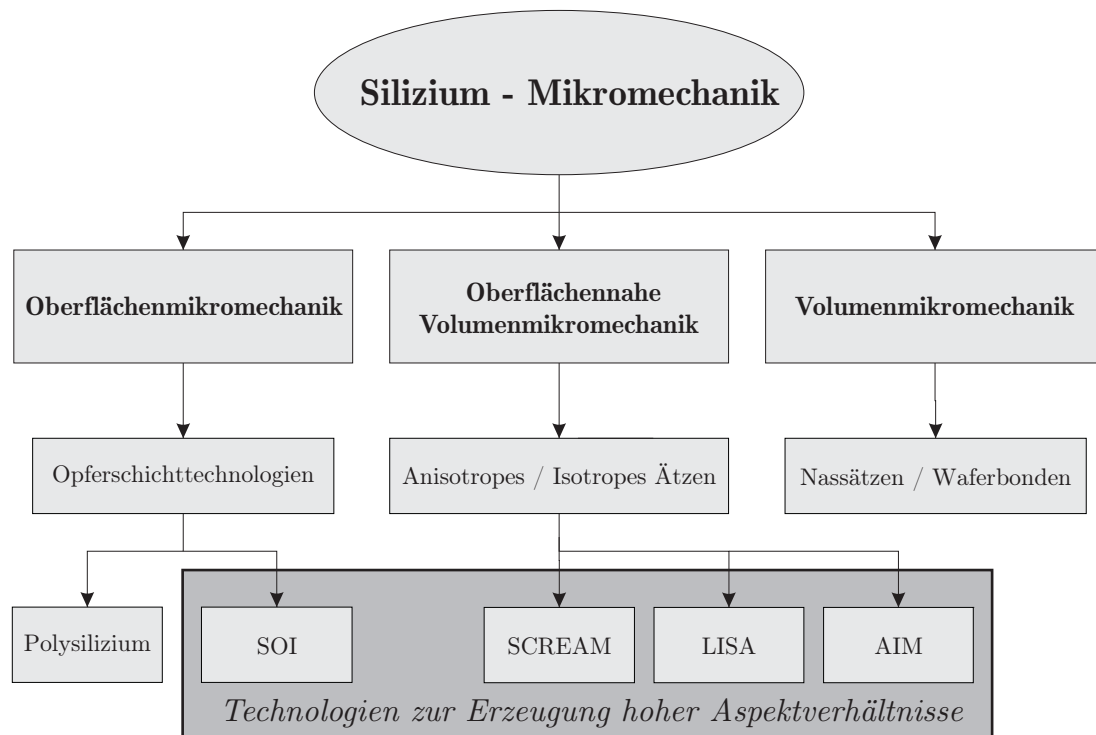 Silizium - Mikromechanik
Oberflächenmikromechanik
Oberflächennahe
Volumenmikromechanik
Volumenmikromechanik
Opferschichttechnologien
Anisotropes / Isotropes Ätzen
Nassätzen / Waferbonden
Polysilizium
SOI
SCREAM
LISA
AIM
Technologien zur Erzeugung hoher Aspektverhältnisse